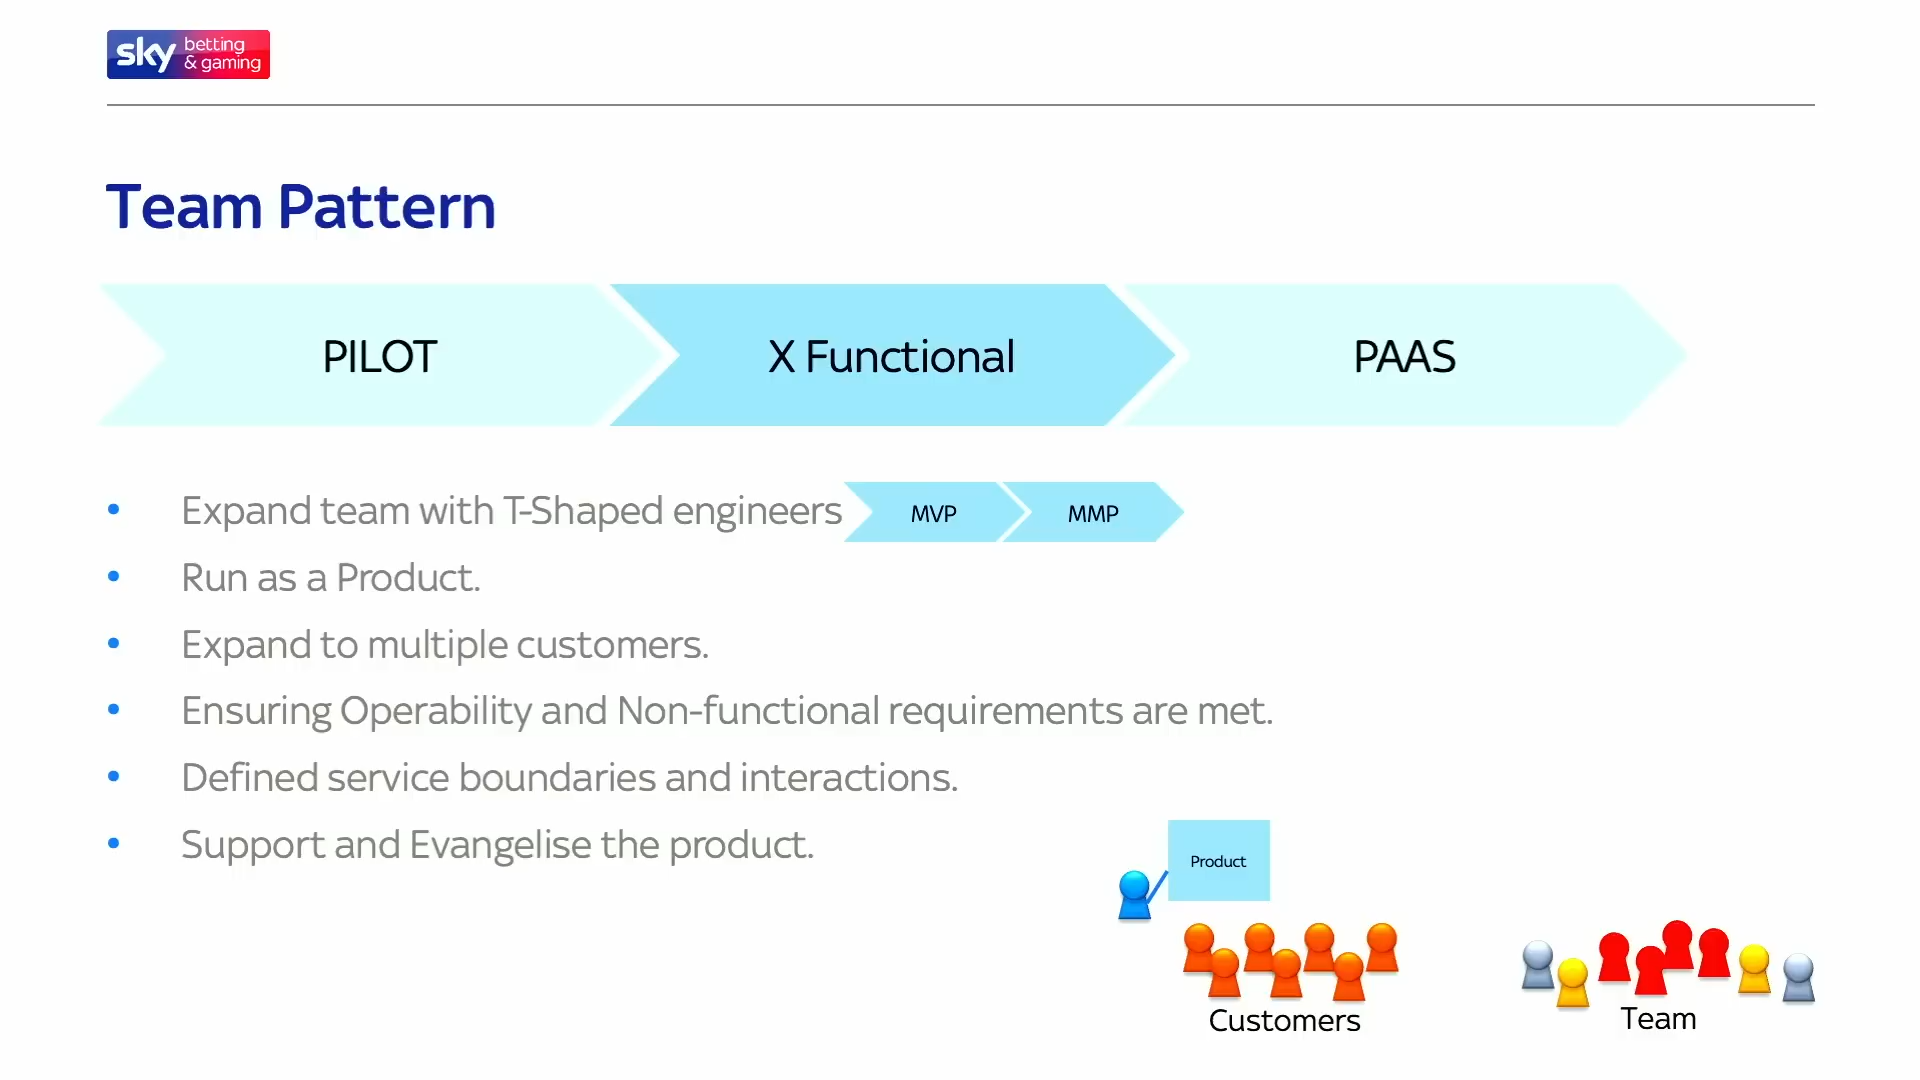 sky betting
& gaming
Team Pattern
PILOT
X Functional
PAAS
• Expand team with T-Shaped engineers
MVP
MMP
• Run as a Product.
• Expand to multiple customers.
• Ensuring Operability and Non-functional requirements are met.
• Defined service boundaries and interactions.
• Support and Evangelise the product.
Product
Customers
Team